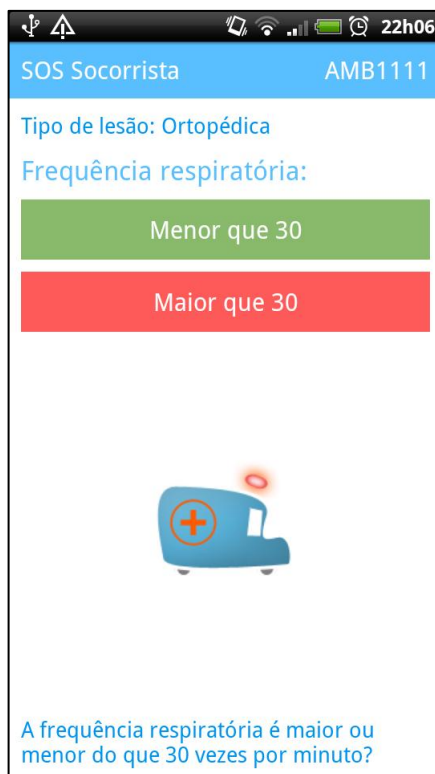 22h06
SOS Socorrista AMB1111
Tipo de lesão: Ortopédica
Frequência respiratória:
Menor que 30
Maior que 30
A frequência respiratória é maior ou
menor do que 30 vezes por minuto?